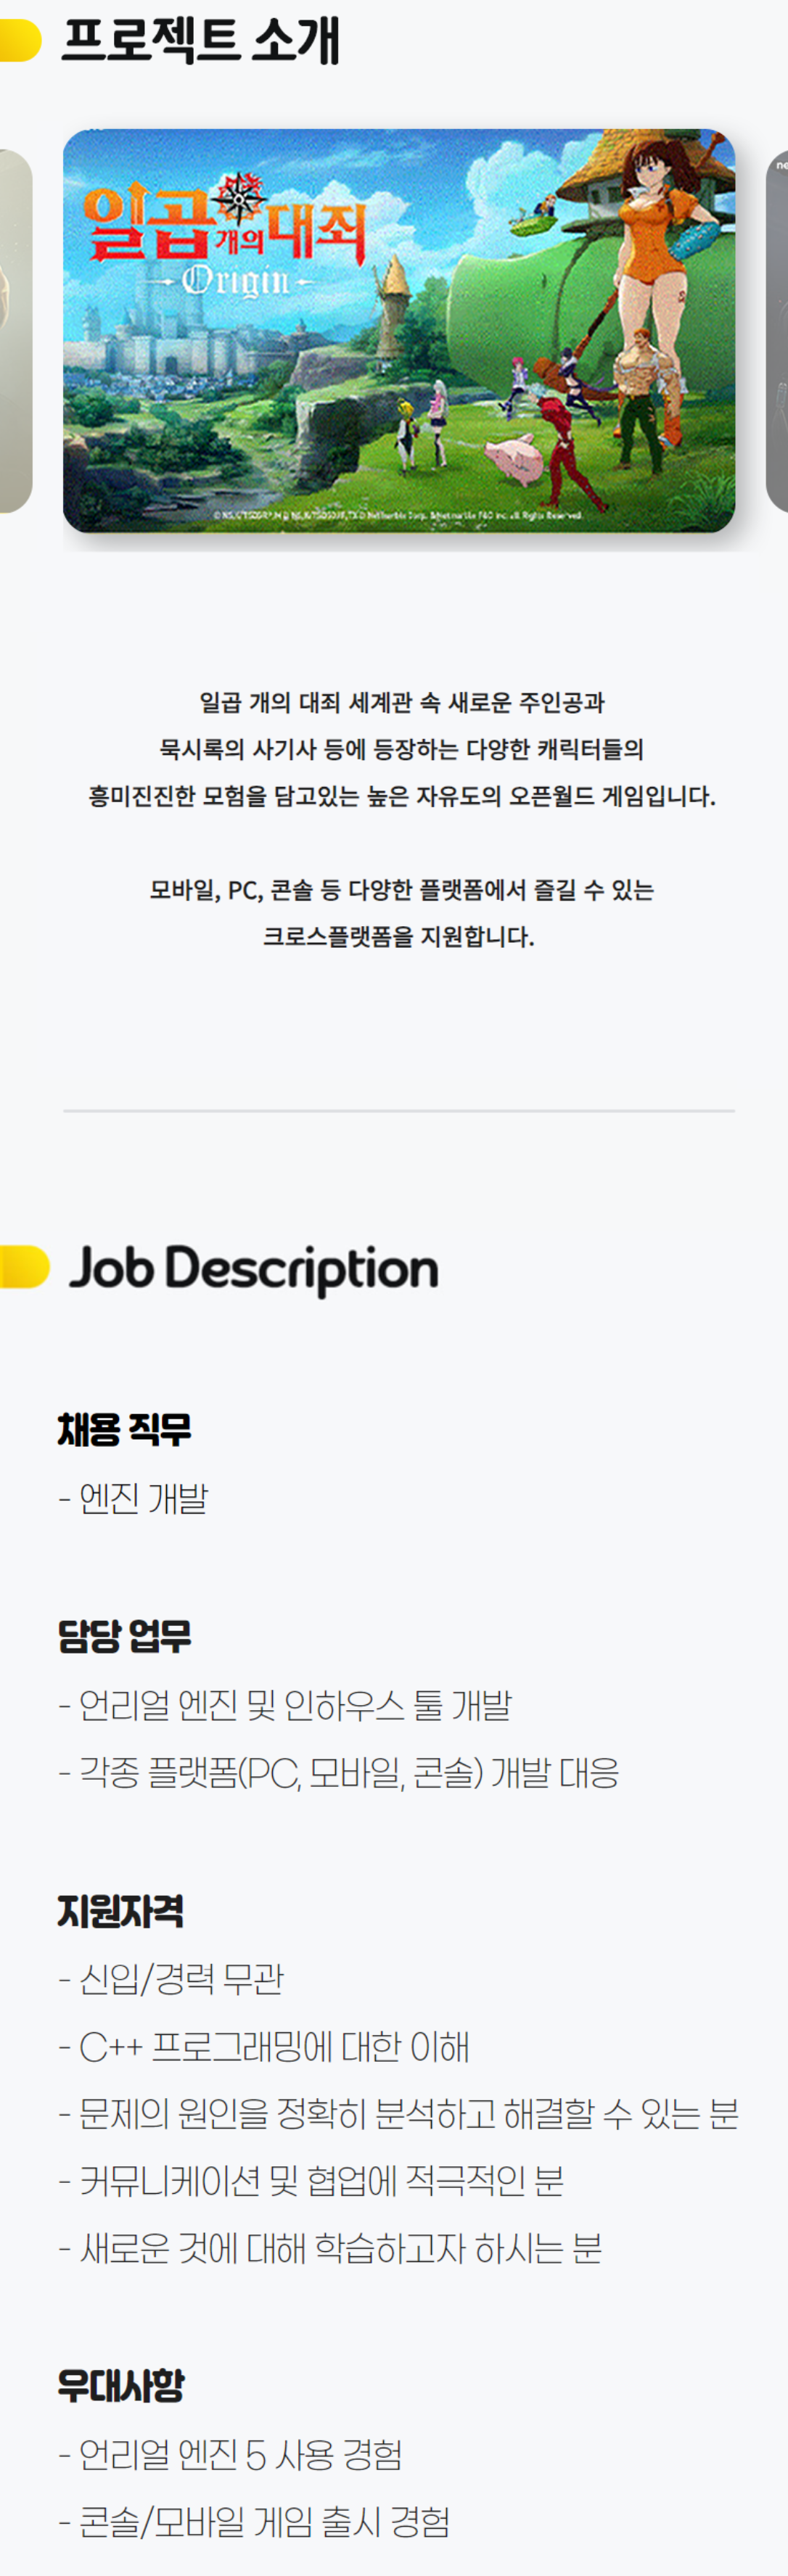 프로젝트 소개
일곱개의대죄
Origin
일곱 개의 대죄 세계관 속 새로운 주인공과
묵시록의 사기사 등에 등장하는 다양한 캐릭터들의
흥미진진한 모험을 담고있는 높은 자유도의 오픈월드 게임입니다.
모바일, PC, 콘솔 등 다양한 플랫폼에서 즐길 수 있는
크로스플랫폼을 지원합니다.
Job Description
채용 직무
- 엔진 개발
담당 업무
- 언리얼 엔진 및 인하우스 툴 개발
- 각종 플랫폼(PC, 모바일, 콘솔) 개발 대응
지원자격
- 신입/경력 무관
- C++ 프로그래밍에 대한 이해
- 문제의 원인을 정확히 분석하고 해결할 수 있는 분
- 커뮤니케이션 및 협업에 적극적인 분
- 새로운 것에 대해 학습하고자 하시는 분
우대사항
- 언리얼 엔진 5 사용 경험
- 콘솔/모바일 게임 출시 경험